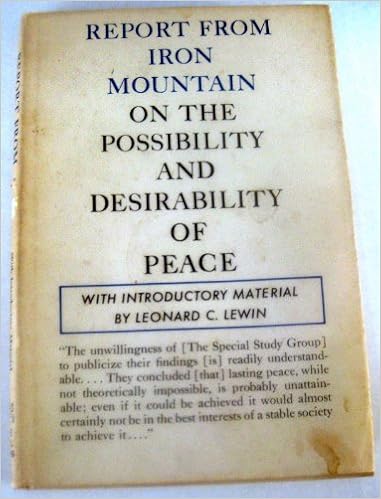 REPORT FROM
IRON
MOUNTAIN
ON THE
POSSIBILITY
AND
DESIRABILITY
OF
PEACE
WITH INTRODUCTORY MATERIAL
BY LEONARD C. LEWIN
"The unwillingness of [The Special Study Group]
to publicize their findings [is] readily understand-
able. . . . They concluded [that] lasting peace, while
not theoretically impossible, is probably unattain-
able; even if it could be achieved it would almost
certainly not be in the best interests of a stable society
to achieve it. . . ."